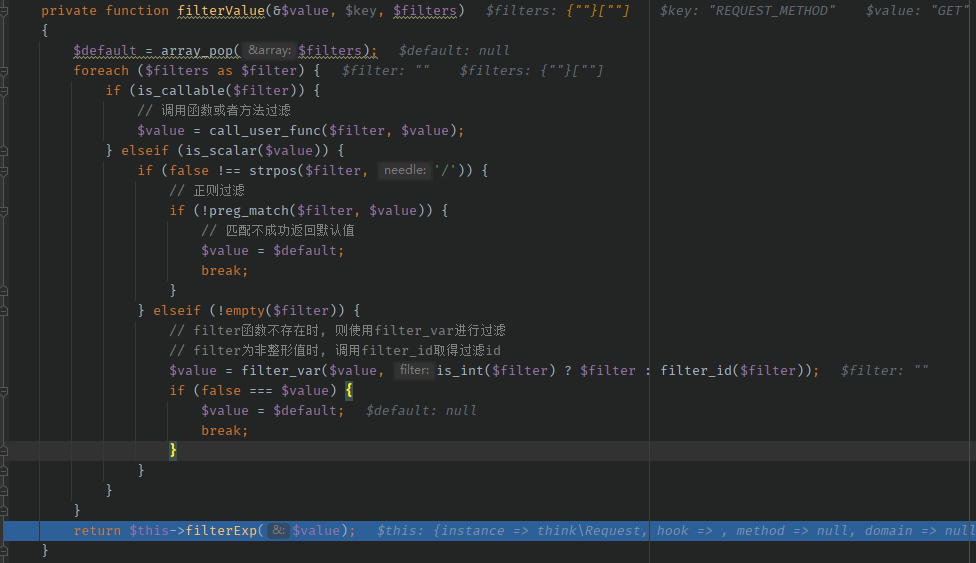 private function filterValue(&$value, $key, $filters)   $filters: {""}[""]   $key: "REQUEST_METHOD"   $value: "GET"
{
    $default = array_pop( &array: $filters);   $default: null
    foreach ($filters as $filter) {   $filter: ""   $filters: {""}[""]
        if (is_callable($filter)) {
            // 调用函数或者方法过滤
            $value = call_user_func($filter, $value);
        } elseif (is_scalar($value)) {
            if (false !== strpos($filter, needle: '/')) {
                // 正则过滤
                if (!preg_match($filter, $value)) {
                    // 匹配不成功返回默认值
                    $value = $default;
                    break;
                }
            } elseif (!empty($filter)) {
                // filter函数不存在时, 则使用filter_var进行过滤
                // filter为非整形值时, 调用filter_id取得过滤id
                $value = filter_var($value, filter: is_int($filter) ? $filter : filter_id($filter));   $filter: ""
                if (false === $value) {
                    $value = $default;   $default: null
                    break;
                }
            }
        }
    }
    return $this->filterExp( &: $value);   $this: {instance => think\Request, hook => , method => null, domain => null
}